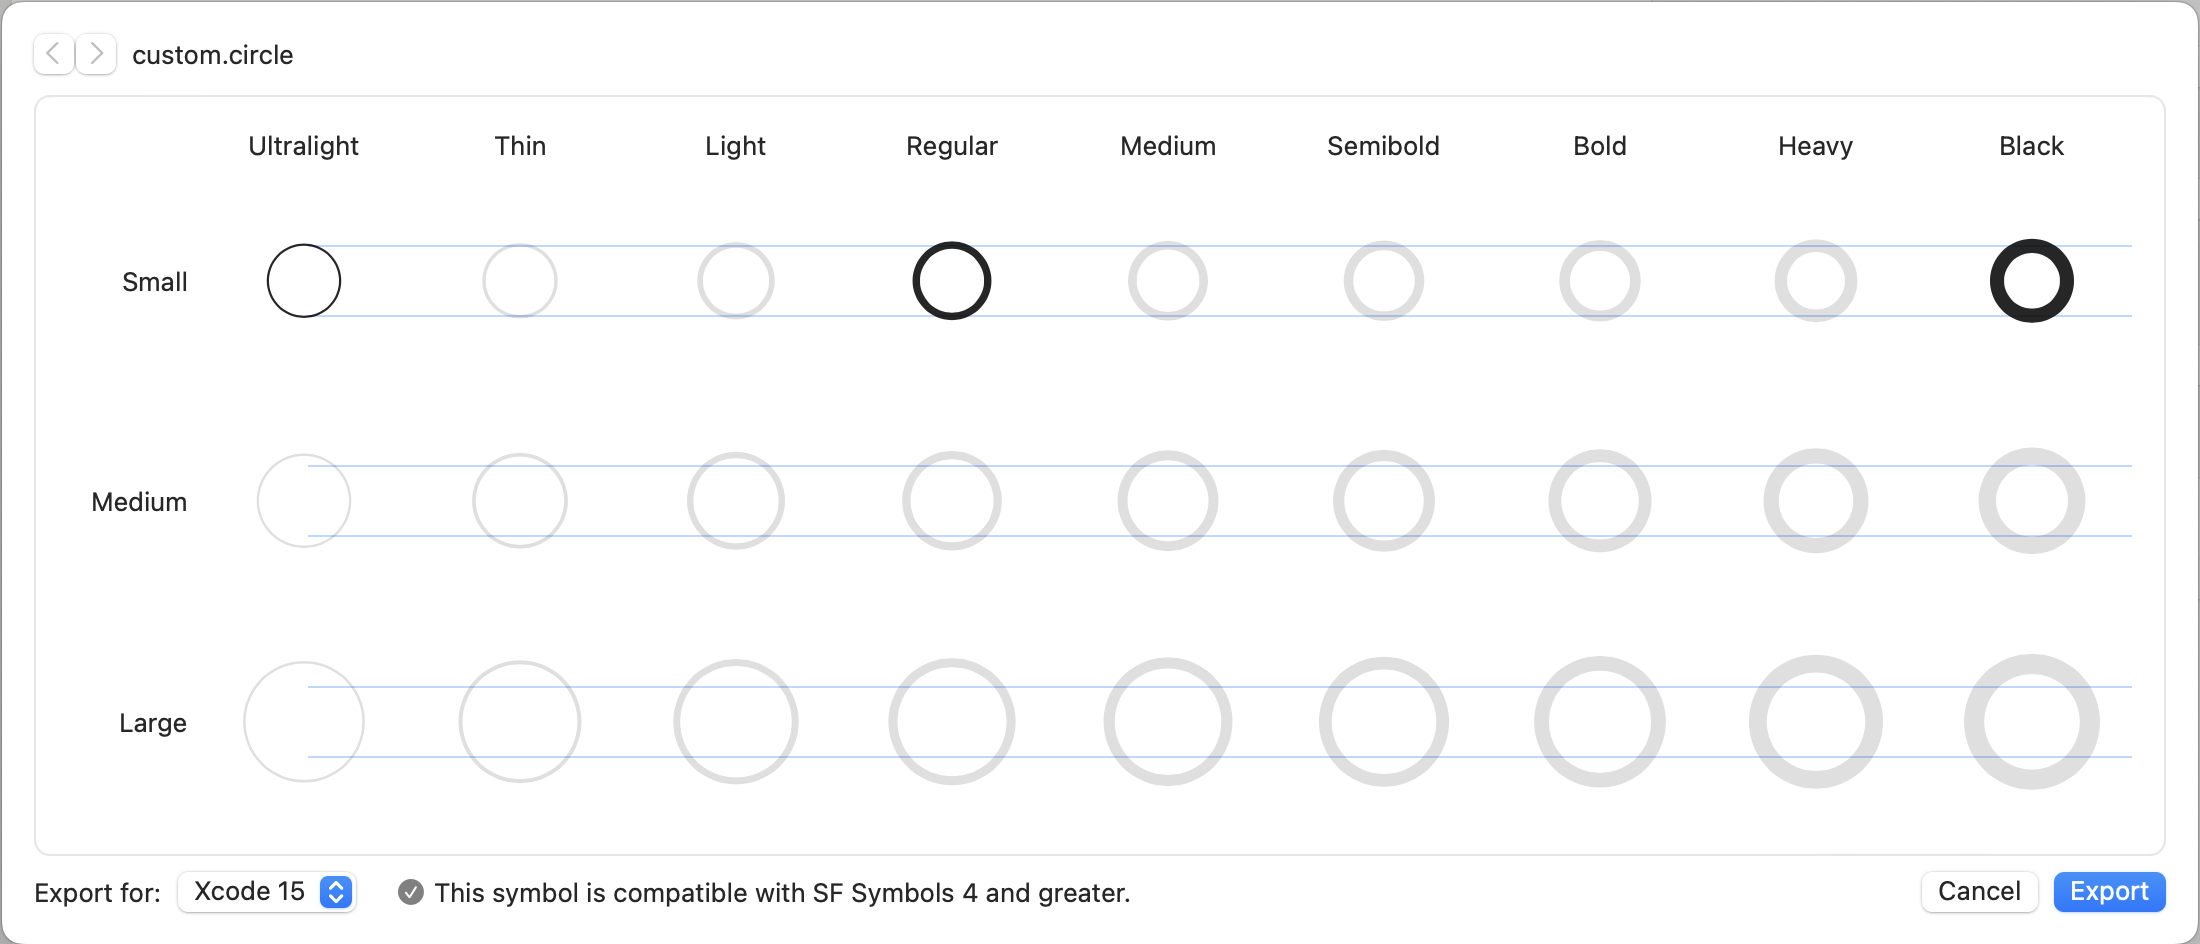 custom.circle
Ultralight Thin Light Regular Medium Semibold Bold Heavy Black
Small
Medium
Large
Export for: Xcode 15 This symbol is compatible with SF Symbols 4 and greater. Cancel Export